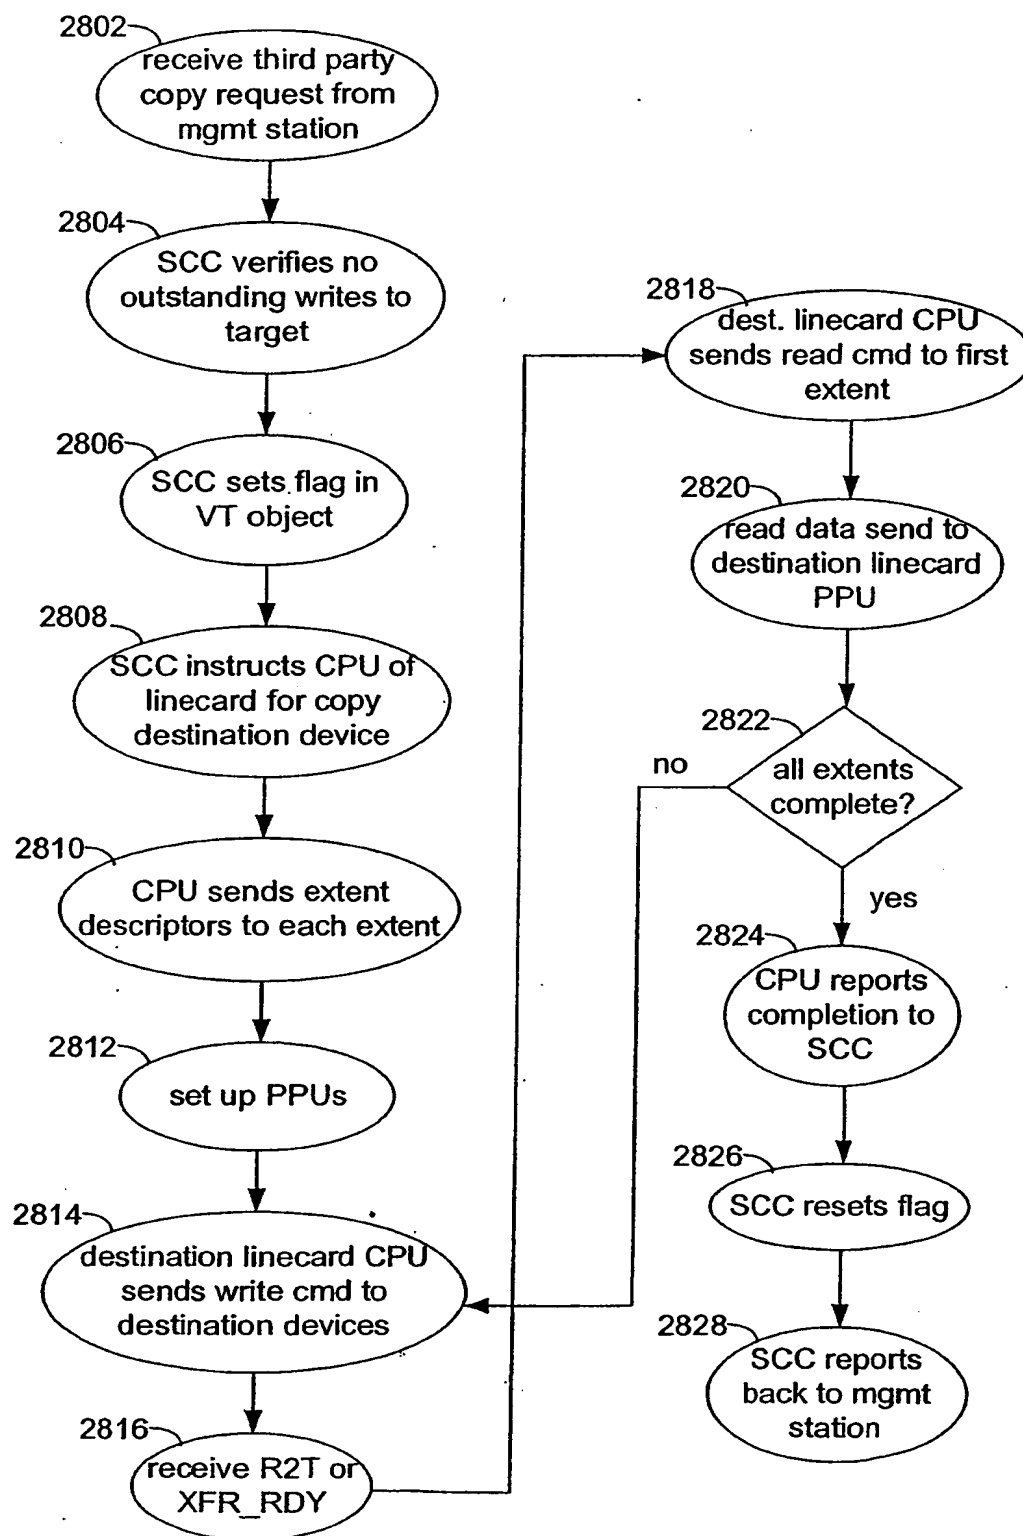 2802
receive third party
copy request from
mgmt station
2804
SCC verifies no
outstanding writes to
target
2806
SCC sets flag in
VT object
2808
SCC instructs CPU of
linecard for copy
destination device
2810
CPU sends extent
descriptors to each extent
2812
set up PPUs
2814
destination linecard CPU
sends write cmd to
destination devices
2816
receive R2T or
XFR_RDY
2818
dest. linecard CPU
sends read cmd to first
extent
2820
read data send to
destination linecard
PPU
2822
all extents
complete?
no
yes
2824
CPU reports
completion to
SCC
2826
SCC resets flag
2828
SCC reports
back to mgmt
station